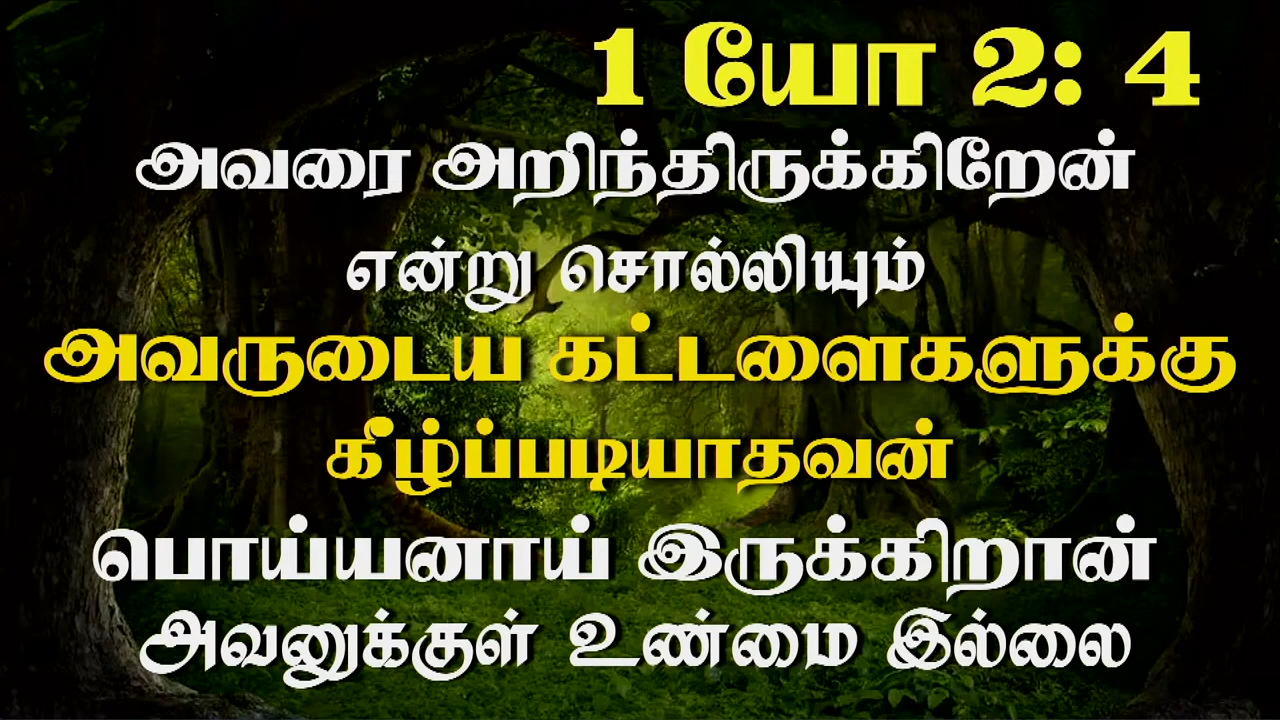 1 யோ 2: 4
அவரை அறிந்திருக்கிறேன்
என்று சொல்லியும்
அவருடைய கட்டளைகளுக்கு
கீழ்ப்படியாதவன்
பொய்யனாய் இருக்கிறான்
அவனுக்குள் உண்மை இல்லை